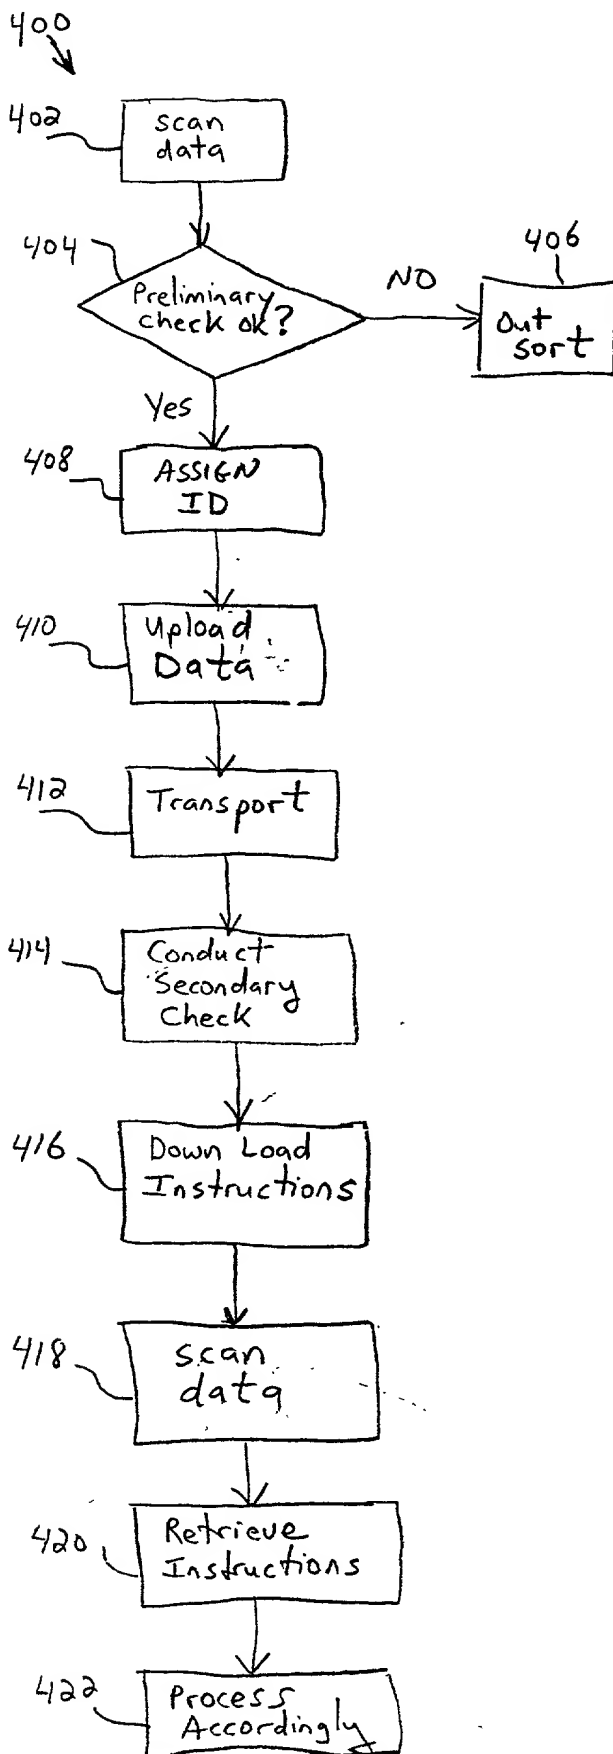 400
402
scan
data
404
Preliminary
check ok?
NO
406
Out
sort
Yes
408
ASSIGN
ID
410
Upload
Data
412
Transport
414
Conduct
Secondary
Check
416
Down Load
Instructions
418
scan
data
420
Retrieve
Instructions
422
Process
Accordingly